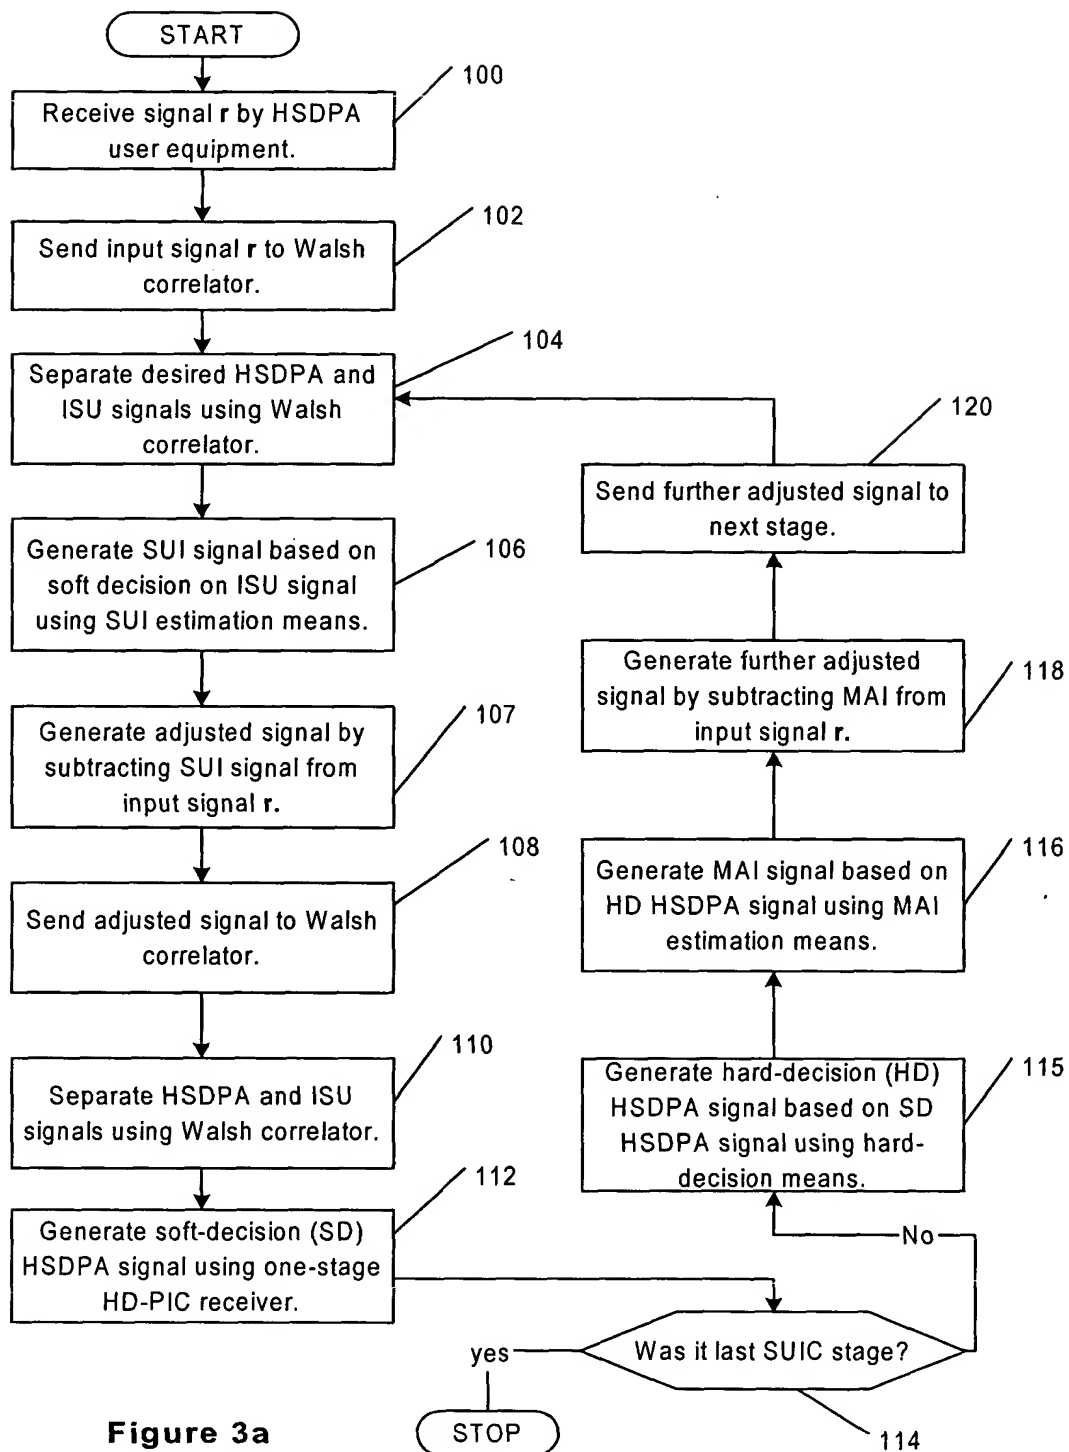 START
100
Receive signal r by HSDPA
user equipment.
102
Send input signal r to Walsh
correlator.
104
Separate desired HSDPA and
ISU signals using Walsh
correlator.
106
Generate SUI signal based on
soft decision on ISU signal
using SUI estimation means.
107
Generate adjusted signal by
subtracting SUI signal from
input signal r.
108
Send adjusted signal to Walsh
correlator.
110
Separate HSDPA and ISU
signals using Walsh correlator.
112
Generate soft-decision (SD)
HSDPA signal using one-stage
HD-PIC receiver.
Was it last SUIC stage?
114
yes
STOP
No
115
Generate hard-decision (HD)
HSDPA signal based on SD
HSDPA signal using hard-
decision means.
116
Generate MAI signal based on
HD HSDPA signal using MAI
estimation means.
118
Generate further adjusted
signal by subtracting MAI from
input signal r.
120
Send further adjusted signal to
next stage.
Figure 3a